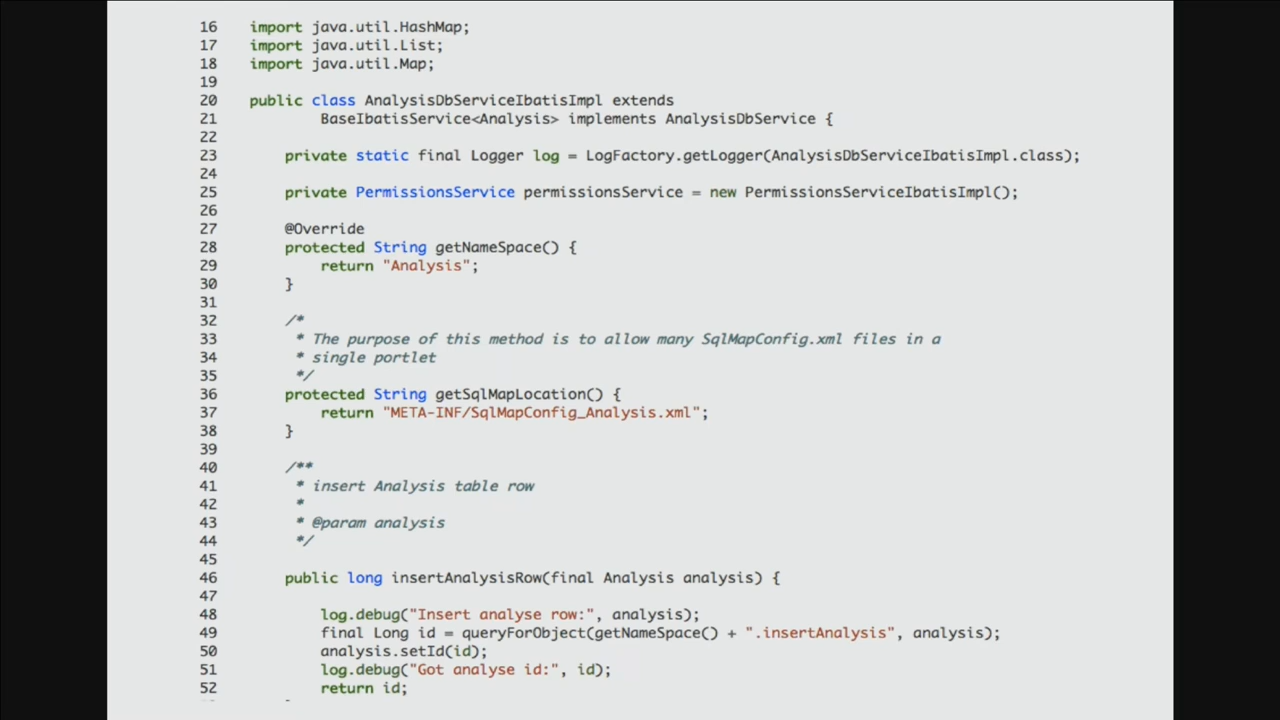 16 import java.util.HashMap;
17 import java.util.List;
18 import java.util.Map;
19
20 public class AnalysisDbServiceIbatisImpl extends
21 BaseIbatisService<Analysis> implements AnalysisDbService {
22
23 private static final Logger log = LogFactory.getLogger(AnalysisDbServiceIbatisImpl.class);
24
25 private PermissionsService permissionsService = new PermissionsServiceIbatisImpl();
26
27 @Override
28 protected String getNameSpace() {
29 return "Analysis";
30 }
31
32 /*
33 * The purpose of this method is to allow many SqlMapConfig.xml files in a
34 * single portlet
35 */
36 protected String getSqlMapLocation() {
37 return "META-INF/SqlMapConfig_Analysis.xml";
38 }
39
40 /**
41 * insert Analysis table row
42 *
43 * @param analysis
44 */
45
46 public long insertAnalysisRow(final Analysis analysis) {
47
48 log.debug("Insert analyse row:", analysis);
49 final Long id = queryForObject(getNameSpace() + ".insertAnalysis", analysis);
50 analysis.setId(id);
51 log.debug("Got analyse id:", id);
52 return id;